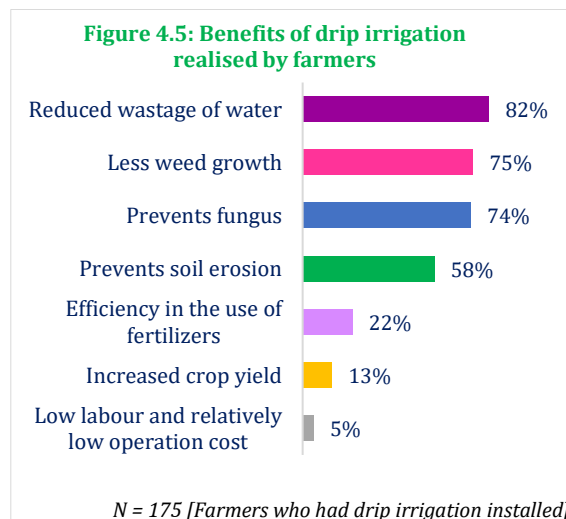 Figure 4.5: Benefits of drip irrigation
realised by farmers
Reduced wastage of water 82%
Less weed growth 75%
Prevents fungus 74%
Prevents soil erosion 58%
Efficiency in the use of
fertilizers 22%
Increased crop yield 13%
Low labour and relatively
low operation cost 5%
N = 175 [Farmers who had drip irrigation installed]